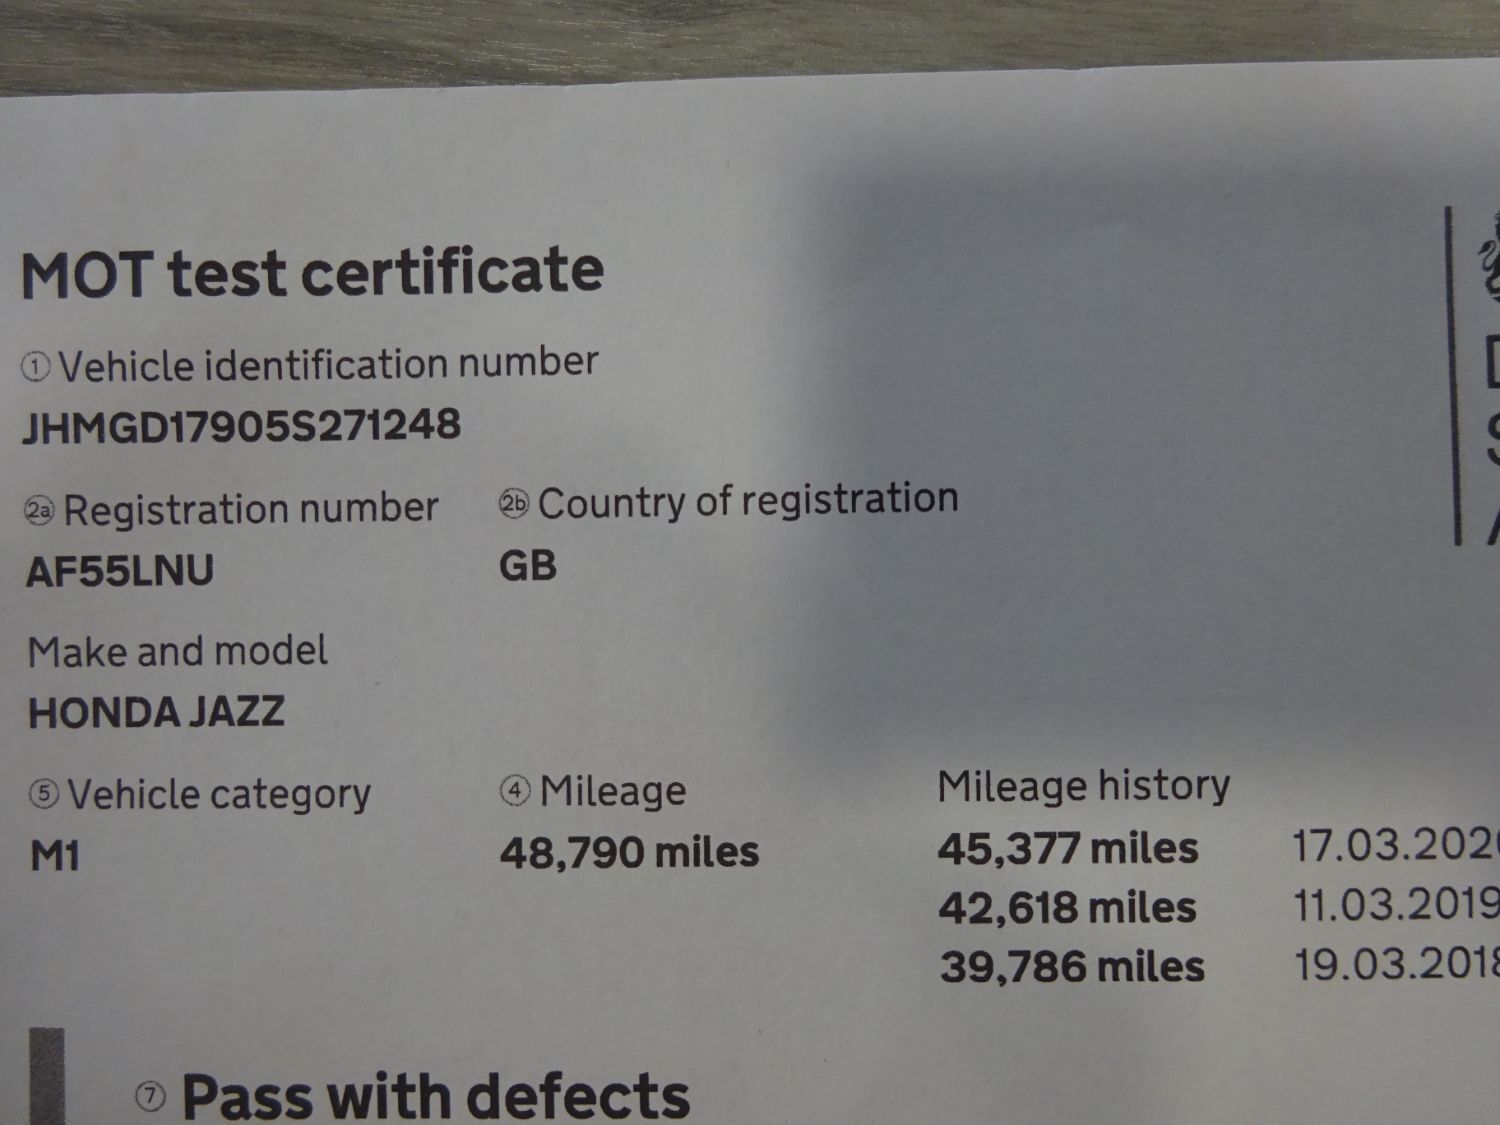 MOT test certificate
① Vehicle identification number
JHMGD17905S271248
2a Registration number 2b Country of registration
AF55LNU GB
Make and model
HONDA JAZZ
⑤ Vehicle category ④ Mileage Mileage history
M1 48,790 miles 45,377 miles 17.03.2020
42,618 miles 11.03.2019
39,786 miles 19.03.2018
⑦ Pass with defects